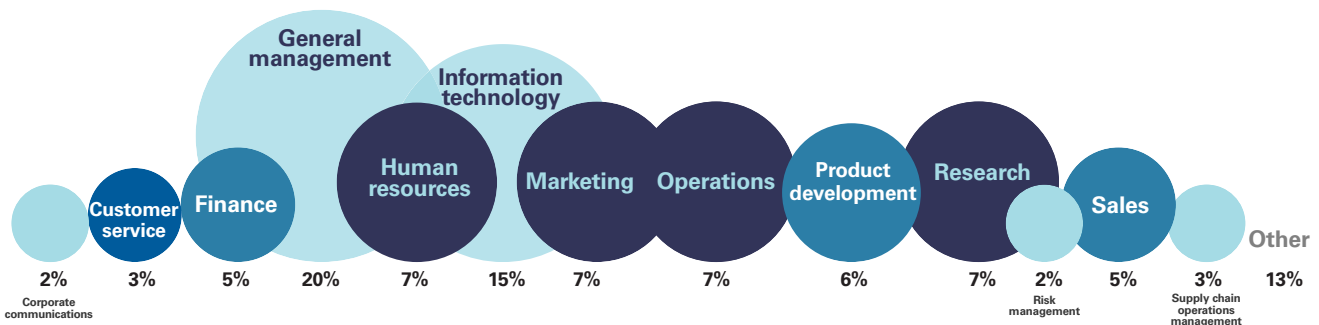 General
management
Information
technology
Human
resources
Marketing
Operations
Product
development
Research
Customer
service
Finance
Sales
Other
2%
3%
5%
20%
7%
15%
7%
7%
6%
7%
2%
5%
3%
13%
Corporate
communications
Risk
management
Supply chain
operations
management